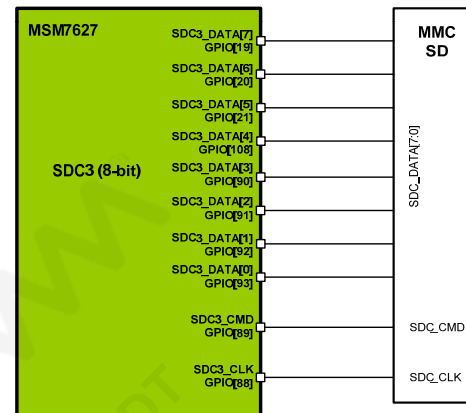 MSM7627
SDC3_DATA[7]
GPIO[19]
SDC3_DATA[6]
GPIO[20]
SDC3_DATA[5]
GPIO[21]
SDC3_DATA[4]
GPIO[108]
SDC3 (8-bit)
SDC3_DATA[3]
GPIO[90]
SDC3_DATA[2]
GPIO[91]
SDC3_DATA[1]
GPIO[92]
SDC3_DATA[0]
GPIO[93]
SDC3_CMD
GPIO[89]
SDC3_CLK
GPIO[88]
MMC
SD
SDC_DATA[7:0]
SDC_CMD
SDC_CLK